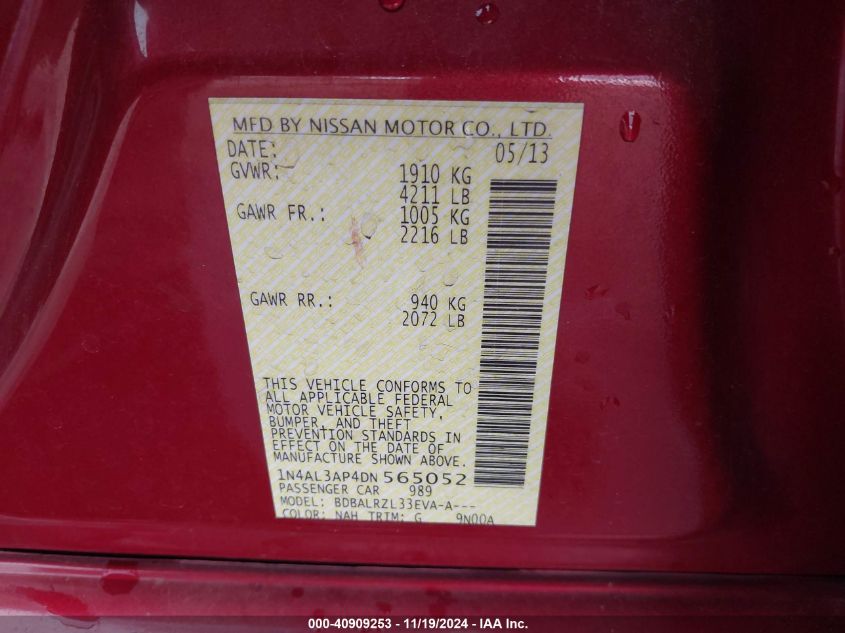 MFD BY NISSAN MOTOR CO., LTD.
DATE: 05/13
GVWR: 1910 KG
4211 LB
GAWR FR.: 1005 KG
2216 LB
GAWR RR.: 940 KG
2072 LB
THIS VEHICLE CONFORMS TO
ALL APPLICABLE FEDERAL
MOTOR VEHICLE SAFETY,
BUMPER, AND THEFT
PREVENTION STANDARDS IN
EFFECT ON THE DATE OF
MANUFACTURE SHOWN ABOVE.
1N4AL3AP4DN565052
PASSENGER CAR 989
MODEL: BDBALRZL33EVA-A---
COLOR: NAH TRIM: G 9N00A
000-40909253 - 11/19/2024 - IAA Inc.